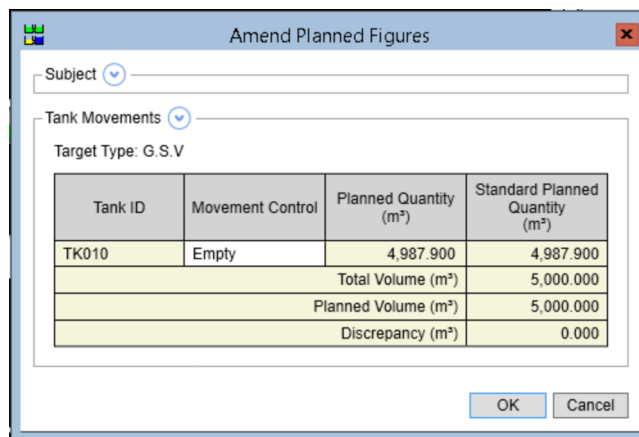 Amend Planned Figures
Subject
Tank Movements
Target Type: G.S.V
Tank ID Movement Control Planned Quantity (m³) Standard Planned Quantity (m³)
TK010 Empty 4,987.900 4,987.900
Total Volume (m³) 5,000.000
Planned Volume (m³) 5,000.000
Discrepancy (m³) 0.000
OK Cancel